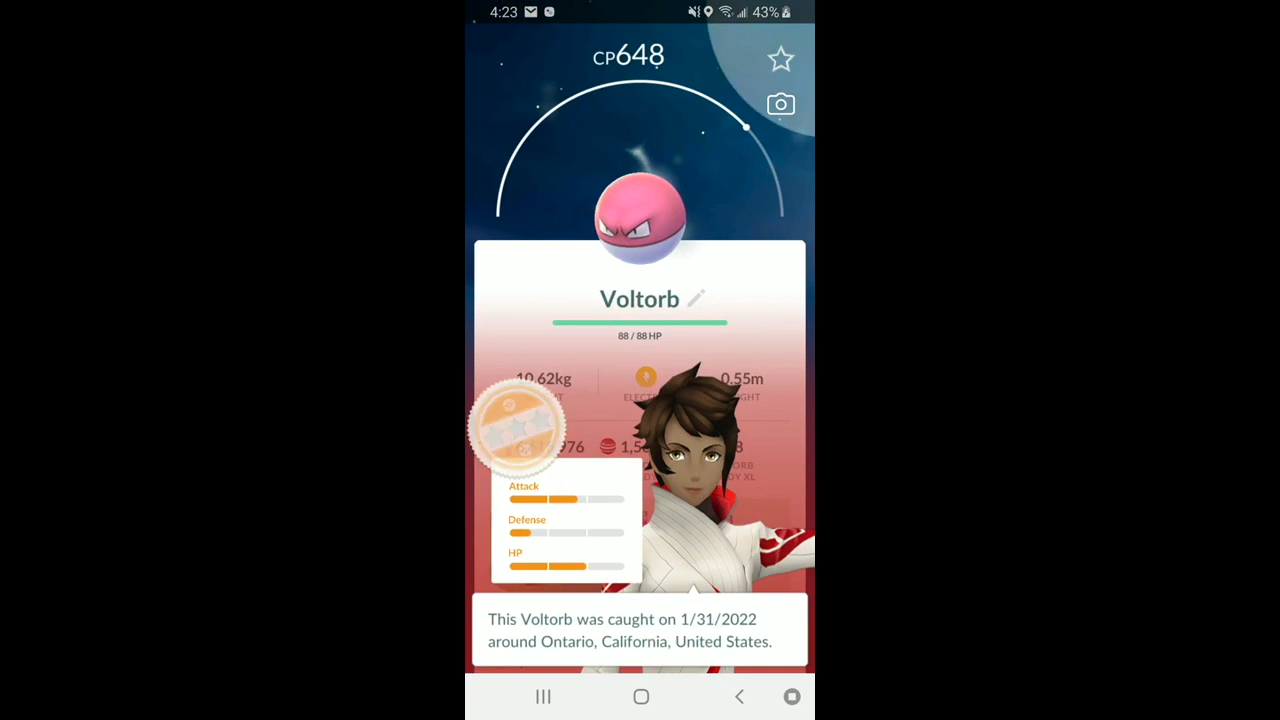 4:23
43%
CP648
Voltorb
88 / 88 HP
10.62kg
0.55m
Attack
Defense
HP
This Voltorb was caught on 1/31/2022
around Ontario, California, United States.